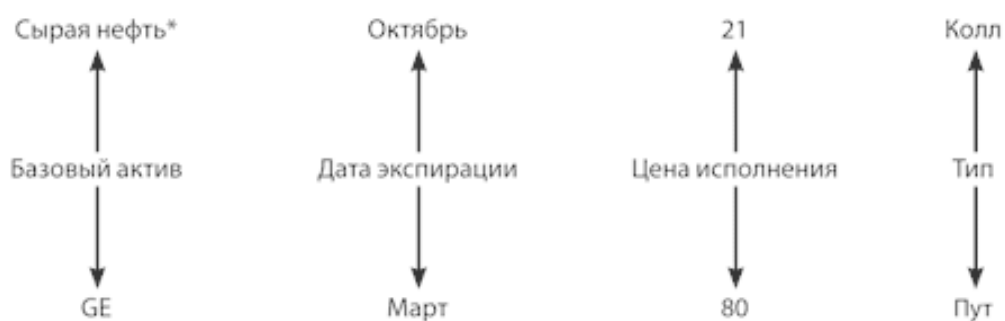 Сырая нефть* Октябрь 21 Колл
Базовый актив Дата экспирации Цена исполнения Тип
GE Март 80 Пут